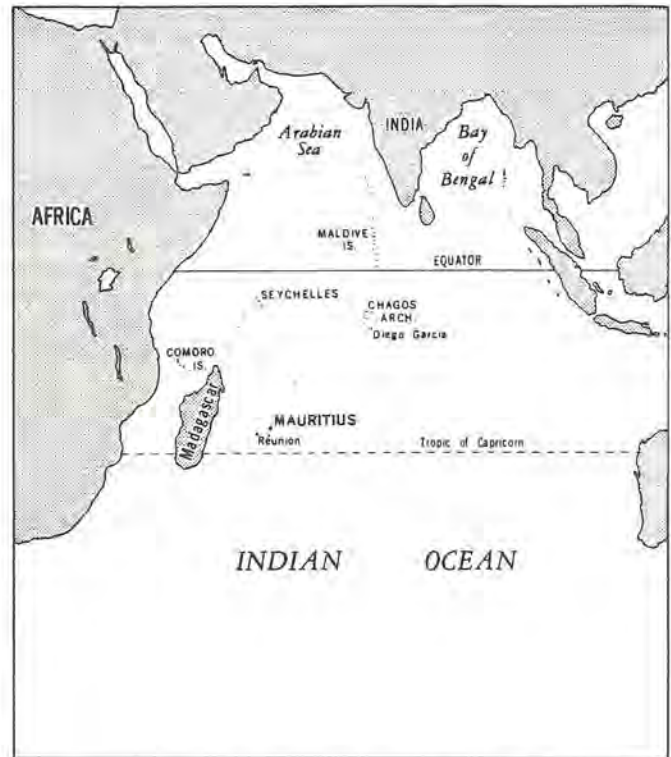 Arabian
Sea
INDIA
Bay
of
Bengal
AFRICA
MALDIVE
IS.
EQUATOR
SEYCHELLES
CHAGOS
ARCH.
Diego Garcia
COMORO
IS.
Madagascar
MAURITIUS
Réunion
Tropic of Capricorn
INDIAN OCEAN